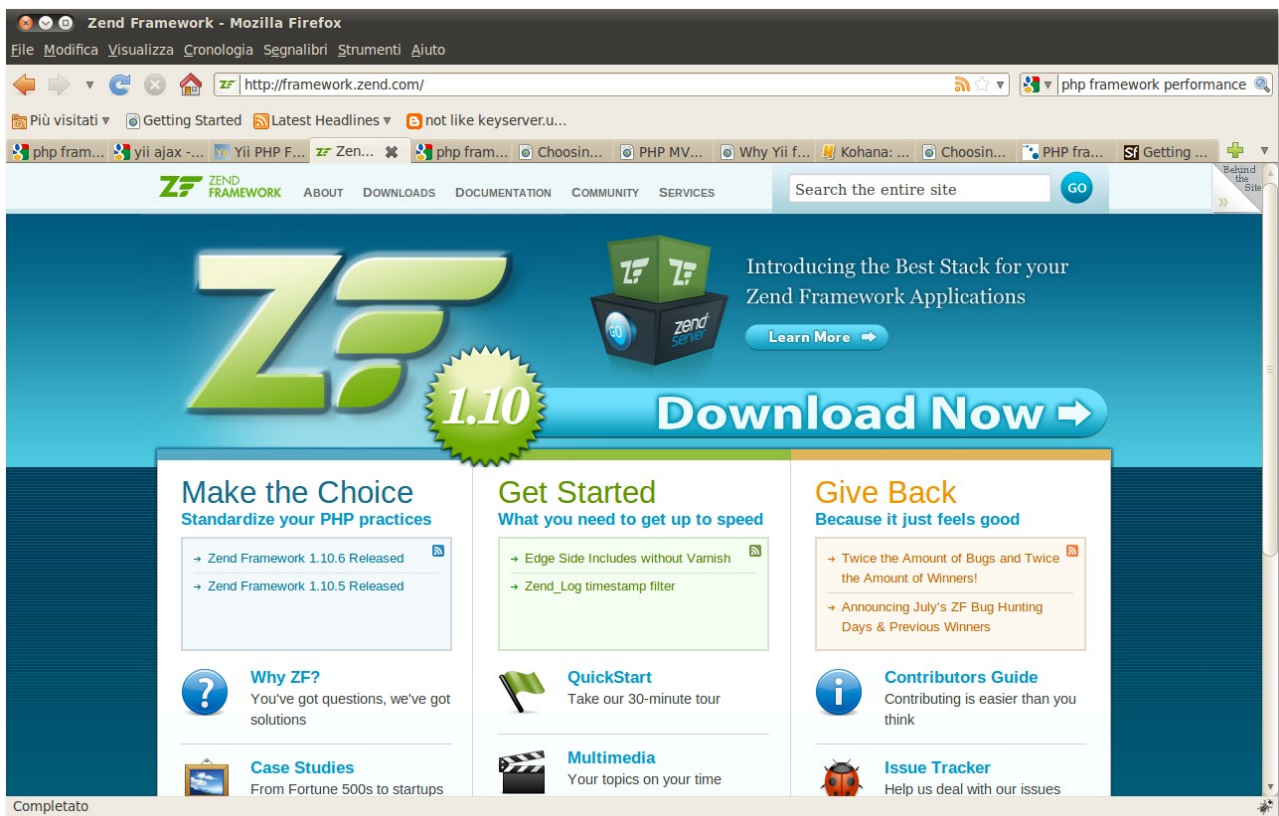 Zend Framework - Mozilla Firefox
File Modifica Visualizza Cronologia Segnalibri Strumenti Aiuto
http://framework.zend.com/
php framework performance
Più visitati
Getting Started
Latest Headlines
not like keyserver.u...
php fram...
yii ajax -...
Yii PHP F...
Zen...
php fram...
Choosin...
PHP MV...
Why Yii f...
Kohana: ...
Choosin...
PHP fra...
Getting ...
ZEND
FRAMEWORK
ABOUT
DOWNLOADS
DOCUMENTATION
COMMUNITY
SERVICES
Search the entire site
GO
Behind
the
Site
ZF
Introducing the Best Stack for your
Zend Framework Applications
GO
zend
server
Learn More
1.10
Download Now
Make the Choice
Standardize your PHP practices
Zend Framework 1.10.6 Released
Zend Framework 1.10.5 Released
Why ZF?
You've got questions, we've got
solutions
Case Studies
From Fortune 500s to startups
Get Started
What you need to get up to speed
Edge Side Includes without Varnish
Zend_Log timestamp filter
QuickStart
Take our 30-minute tour
Multimedia
Your topics on your time
Give Back
Because it just feels good
Twice the Amount of Bugs and Twice
the Amount of Winners!
Announcing July's ZF Bug Hunting
Days & Previous Winners
Contributors Guide
Contributing is easier than you
think
Issue Tracker
Help us deal with our issues
Completato